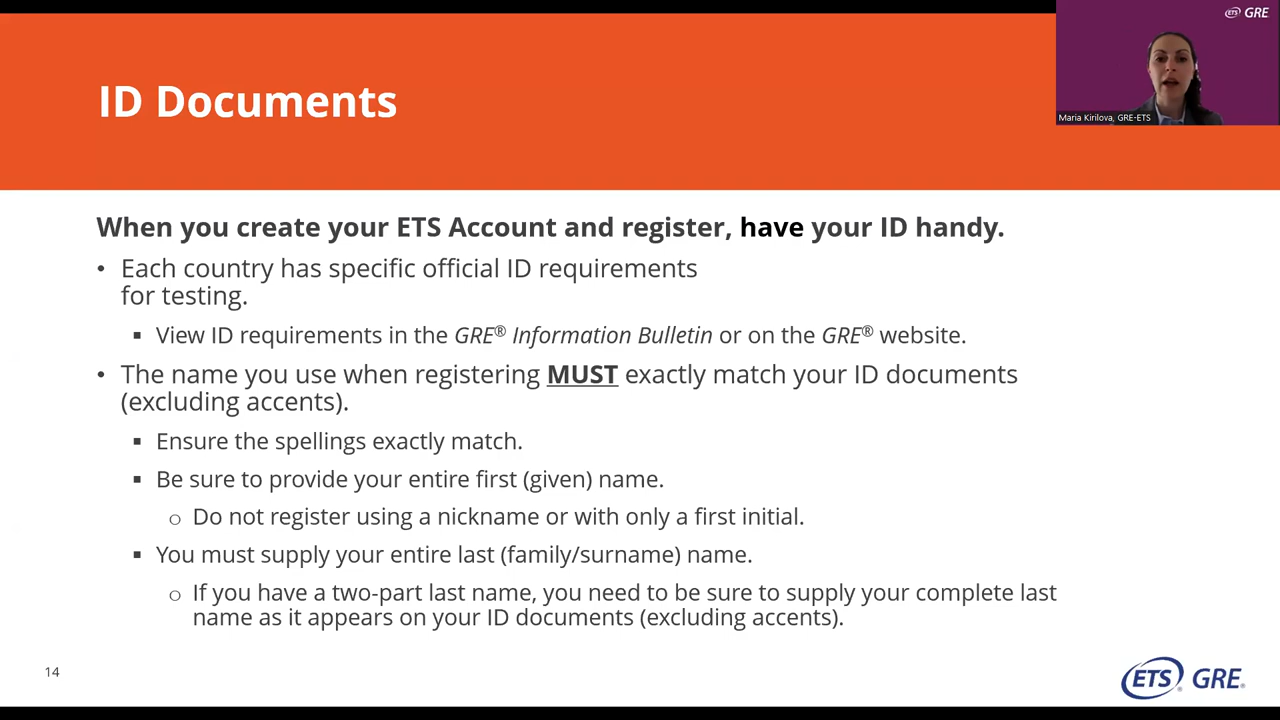 ETS GRE
ID Documents
Maria Kirilova, GRE-ETS
When you create your ETS Account and register, have your ID handy.
• Each country has specific official ID requirements
for testing.
▪ View ID requirements in the GRE® Information Bulletin or on the GRE® website.
• The name you use when registering MUST exactly match your ID documents
(excluding accents).
▪ Ensure the spellings exactly match.
▪ Be sure to provide your entire first (given) name.
o Do not register using a nickname or with only a first initial.
▪ You must supply your entire last (family/surname) name.
o If you have a two-part last name, you need to be sure to supply your complete last
name as it appears on your ID documents (excluding accents).
14
ETS® GRE®